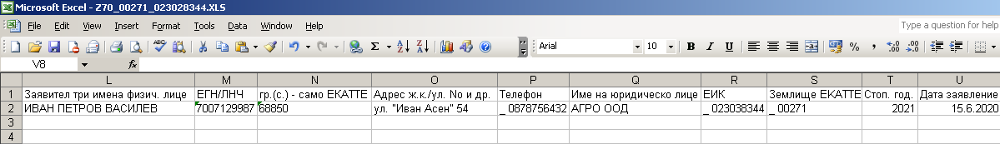 Microsoft Excel - Z70_00271_023028344.XLS
File Edit View Insert Format Tools Data Window Help Type a question for help
Arial 10
V8 fx
L M N O P Q R S T U
1 Заявител три имена физич. лице ЕГН/ЛНЧ гр.(с.) - само ЕКАТТЕ Адрес ж.к./ул. No и др. Телефон Име на юридическо лице ЕИК Землище ЕКАТТЕ Стоп. год. Дата заявление
2 ИВАН ПЕТРОВ ВАСИЛЕВ 7007129987 68850 ул. "Иван Асен" 54 _ 0878756432 АГРО ООД _ 023038344 _ 00271 2021 15.6.2020
3
4